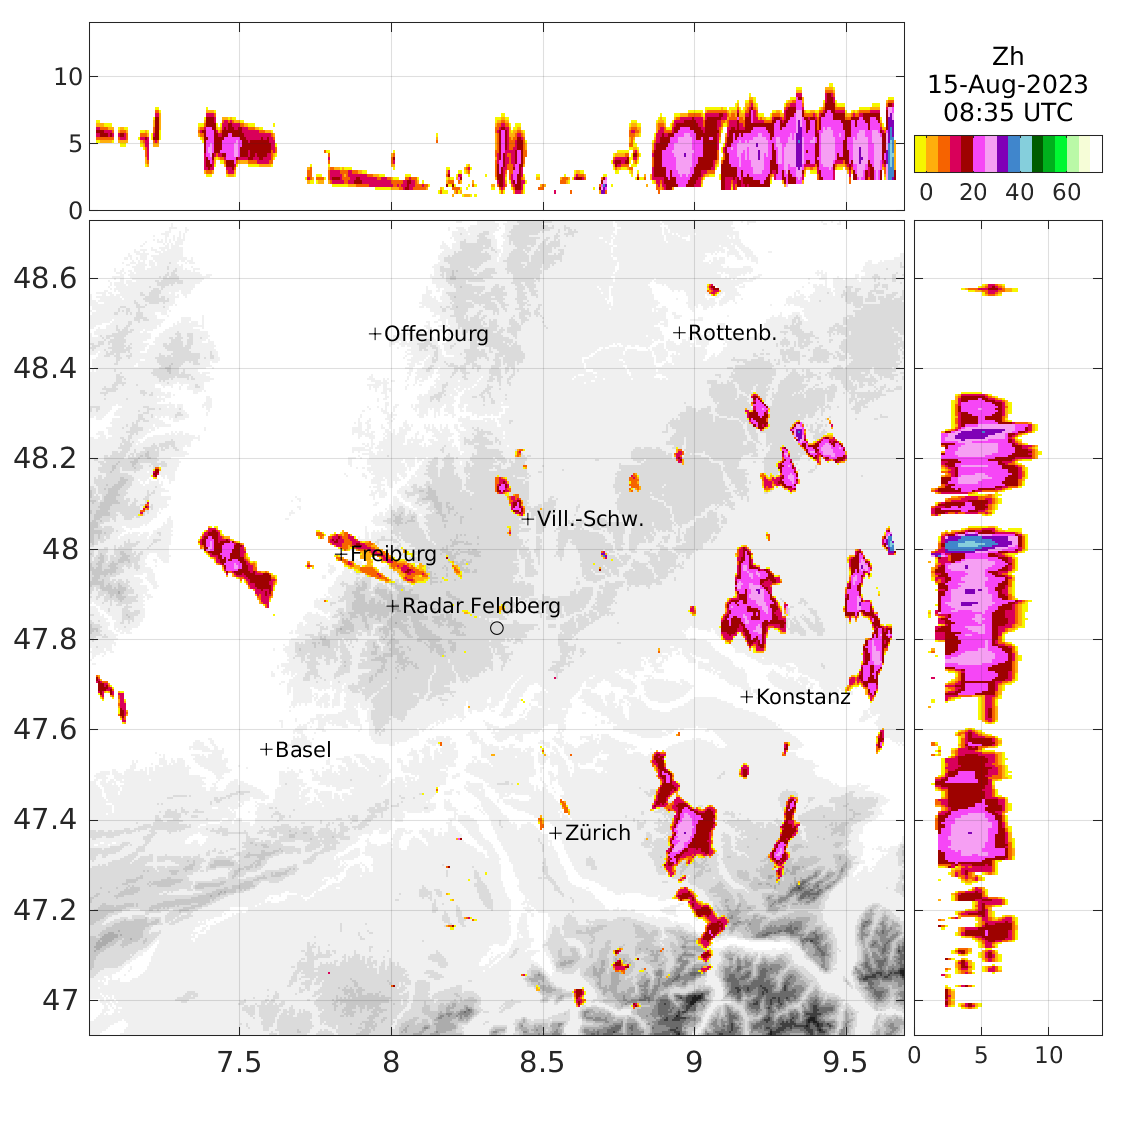 Zh
15-Aug-2023
08:35 UTC
0 20 40 60
10
5
0
48.6
48.4
48.2
48
47.8
47.6
47.4
47.2
47
Offenburg
Rottenb.
Vill.-Schw.
Freiburg
Radar Feldberg
Konstanz
Basel
Zürich
7.5 8 8.5 9 9.5
0 5 10